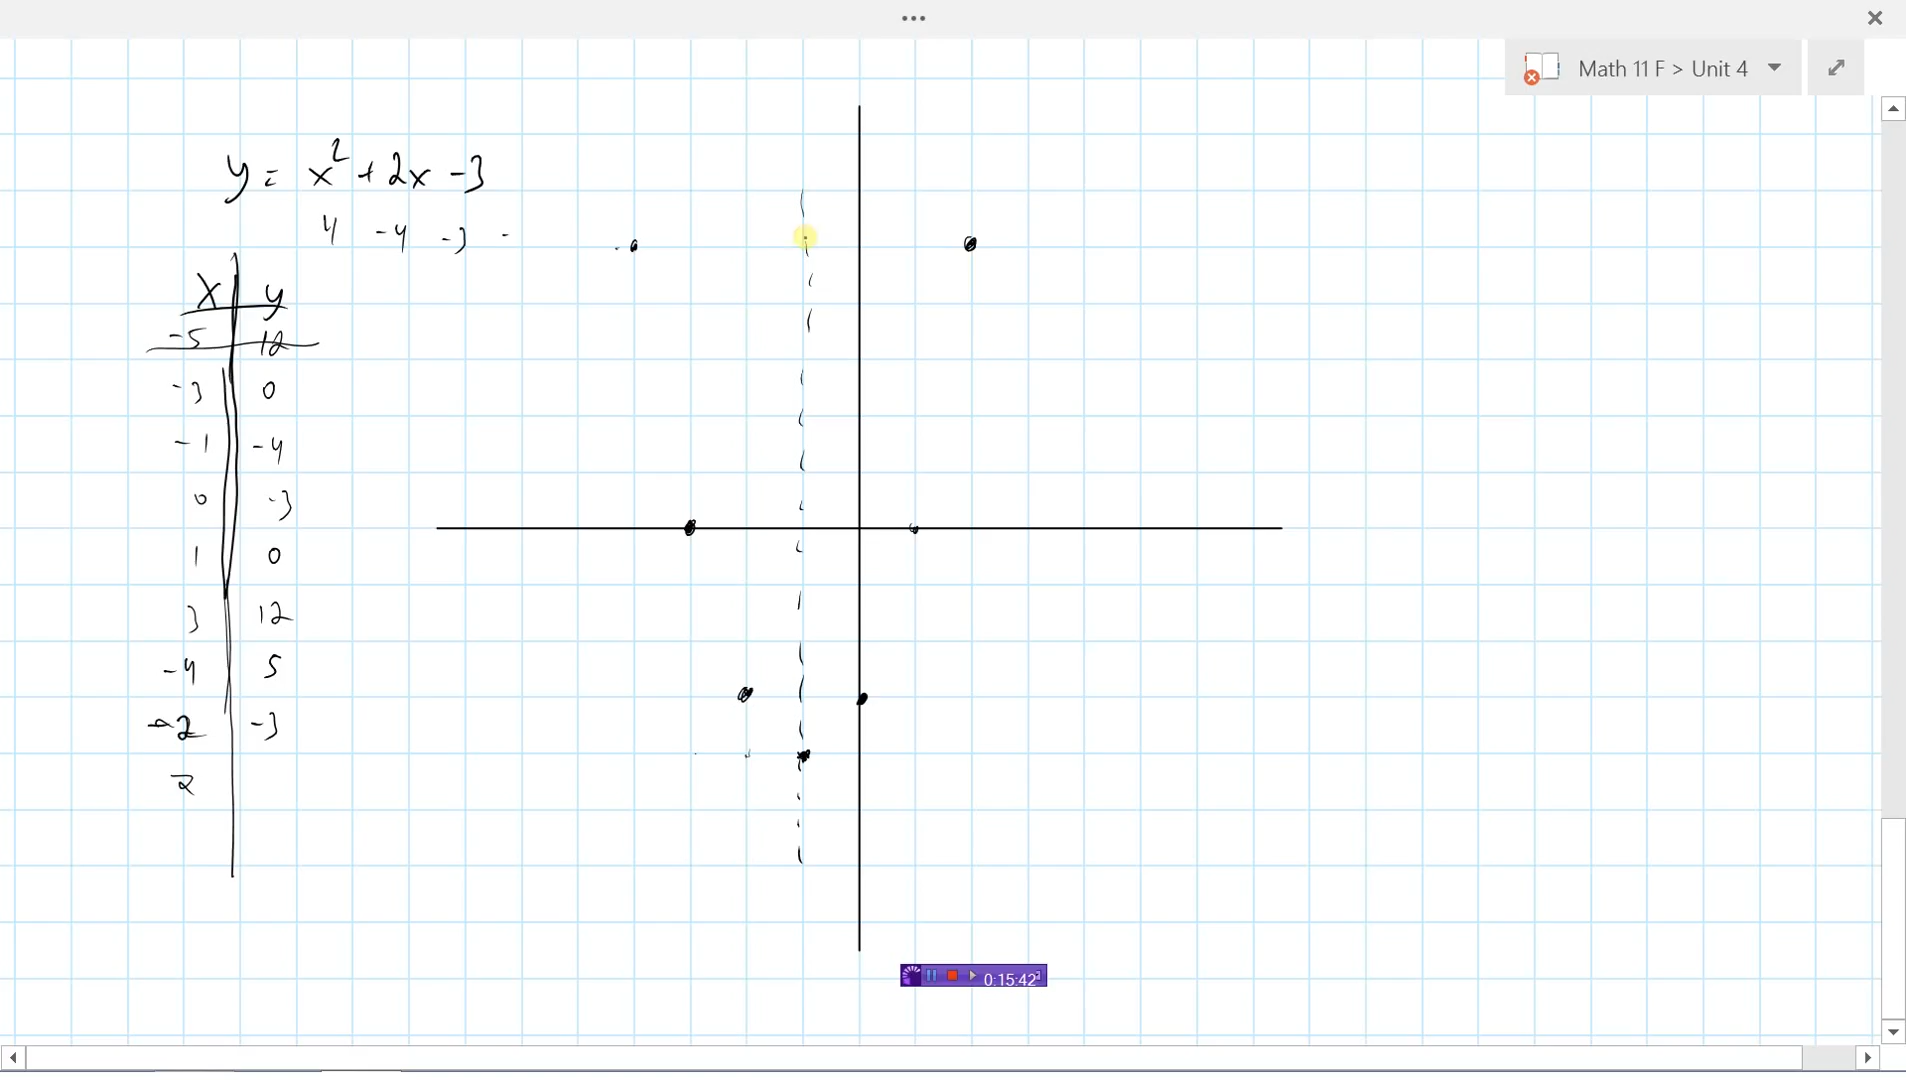 Math 11 F > Unit 4
y = x² + 2x - 3
4 - 4 - 3
x y
-5 12
-3 0
-1 -4
0 -3
1 0
3 12
-4 5
-2 -3
2
0:15:42